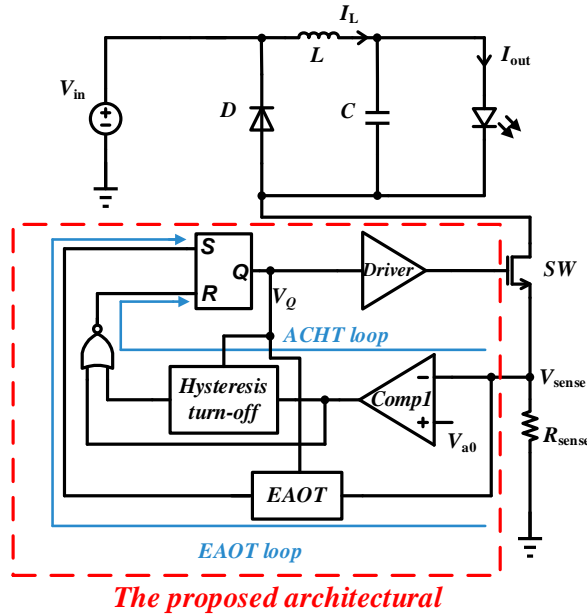 I_L
L
I_out
V_in
D
C
S
Q
Driver
SW
R
V_Q
ACHT loop
Hysteresis
turn-off
Comp1
V_sense
V_a0
R_sense
EAOT
EAOT loop
The proposed architectural